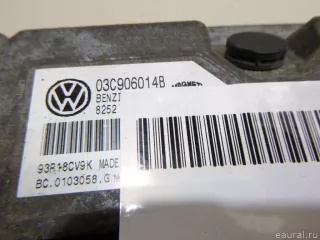 03C906014B
BENZI
8252
93R18CV9K MADE
BC.0103058.G
eaural.ru